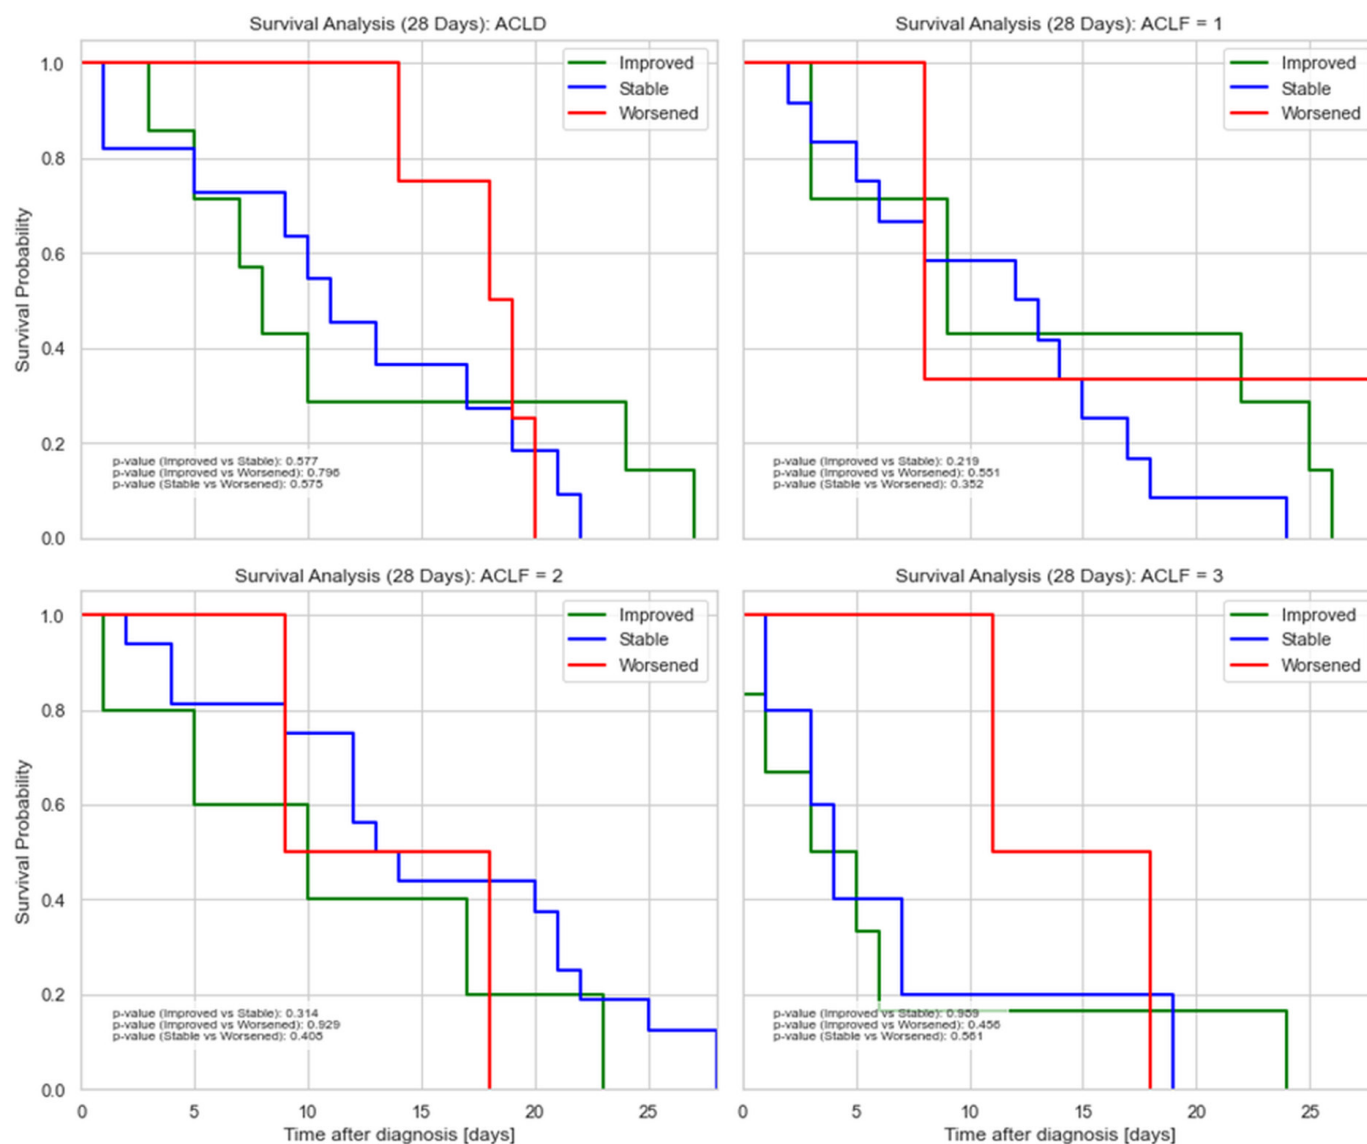 Survival Analysis (28 Days): ACLD
Survival Probability
1.0
0.8
0.6
0.4
0.2
0.0
Improved
Stable
Worsened
p-value (Improved vs Stable): 0.577
p-value (Improved vs Worsened): 0.796
p-value (Stable vs Worsened): 0.575
Survival Analysis (28 Days): ACLF = 1
Improved
Stable
Worsened
p-value (Improved vs Stable): 0.219
p-value (Improved vs Worsened): 0.551
p-value (Stable vs Worsened): 0.352
Survival Analysis (28 Days): ACLF = 2
Survival Probability
1.0
0.8
0.6
0.4
0.2
0.0
Improved
Stable
Worsened
p-value (Improved vs Stable): 0.314
p-value (Improved vs Worsened): 0.929
p-value (Stable vs Worsened): 0.405
0 5 10 15 20 25
Time after diagnosis [days]
Survival Analysis (28 Days): ACLF = 3
Improved
Stable
Worsened
p-value (Improved vs Stable): 0.959
p-value (Improved vs Worsened): 0.456
p-value (Stable vs Worsened): 0.561
0 5 10 15 20 25
Time after diagnosis [days]